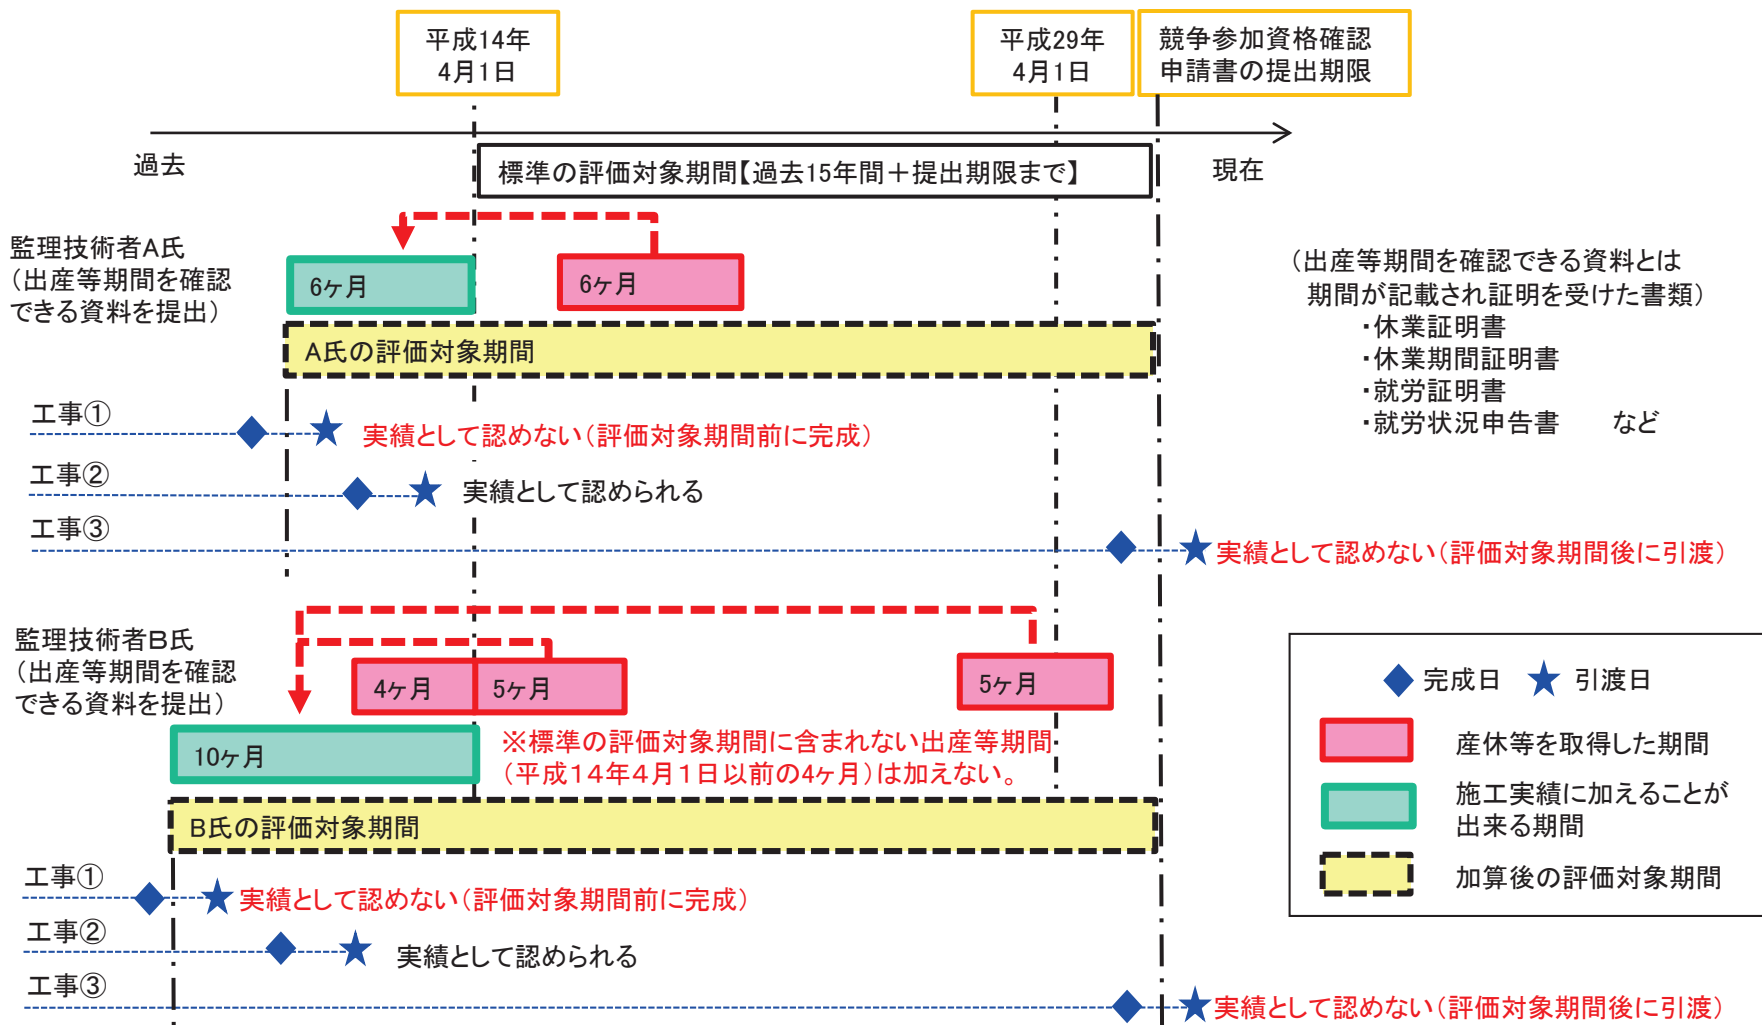 平成14年
4月1日
平成29年
4月1日
競争参加資格確認
申請書の提出期限
過去
標準の評価対象期間【過去15年間＋提出期限まで】
現在
監理技術者A氏
（出産等期間を確認
できる資料を提出）
6ヶ月
6ヶ月
（出産等期間を確認できる資料とは
期間が記載され証明を受けた書類）
・休業証明書
・休業期間証明書
・就労証明書
・就労状況申告書　　など
A氏の評価対象期間
工事①
実績として認めない（評価対象期間前に完成）
工事②
実績として認められる
工事③
実績として認めない（評価対象期間後に引渡）
監理技術者B氏
（出産等期間を確認
できる資料を提出）
4ヶ月
5ヶ月
5ヶ月
10ヶ月
※標準の評価対象期間に含まれない出産等期間
（平成１４年４月１日以前の4ヶ月）は加えない。
B氏の評価対象期間
工事①
実績として認めない（評価対象期間前に完成）
工事②
実績として認められる
工事③
実績として認めない（評価対象期間後に引渡）
完成日
引渡日
産休等を取得した期間
施工実績に加えることが
出来る期間
加算後の評価対象期間